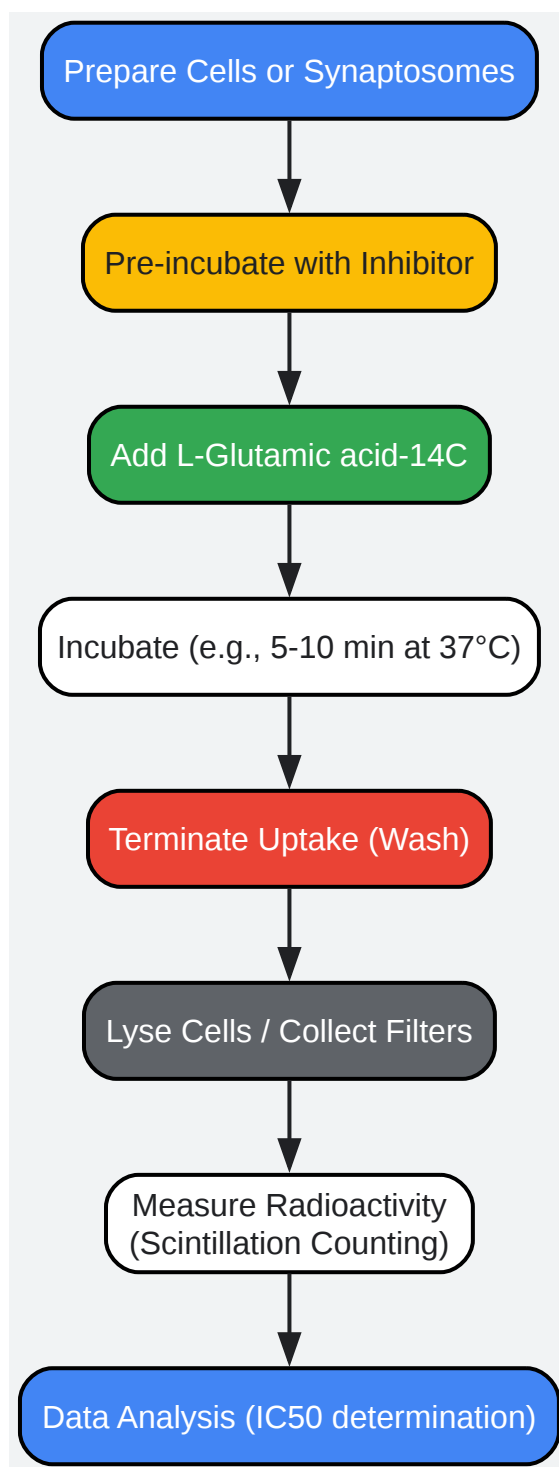 Prepare Cells or Synaptosomes
Pre-incubate with Inhibitor
Add L-Glutamic acid-14C
Incubate (e.g., 5-10 min at 37°C)
Terminate Uptake (Wash)
Lyse Cells / Collect Filters
Measure Radioactivity
(Scintillation Counting)
Data Analysis (IC50 determination)